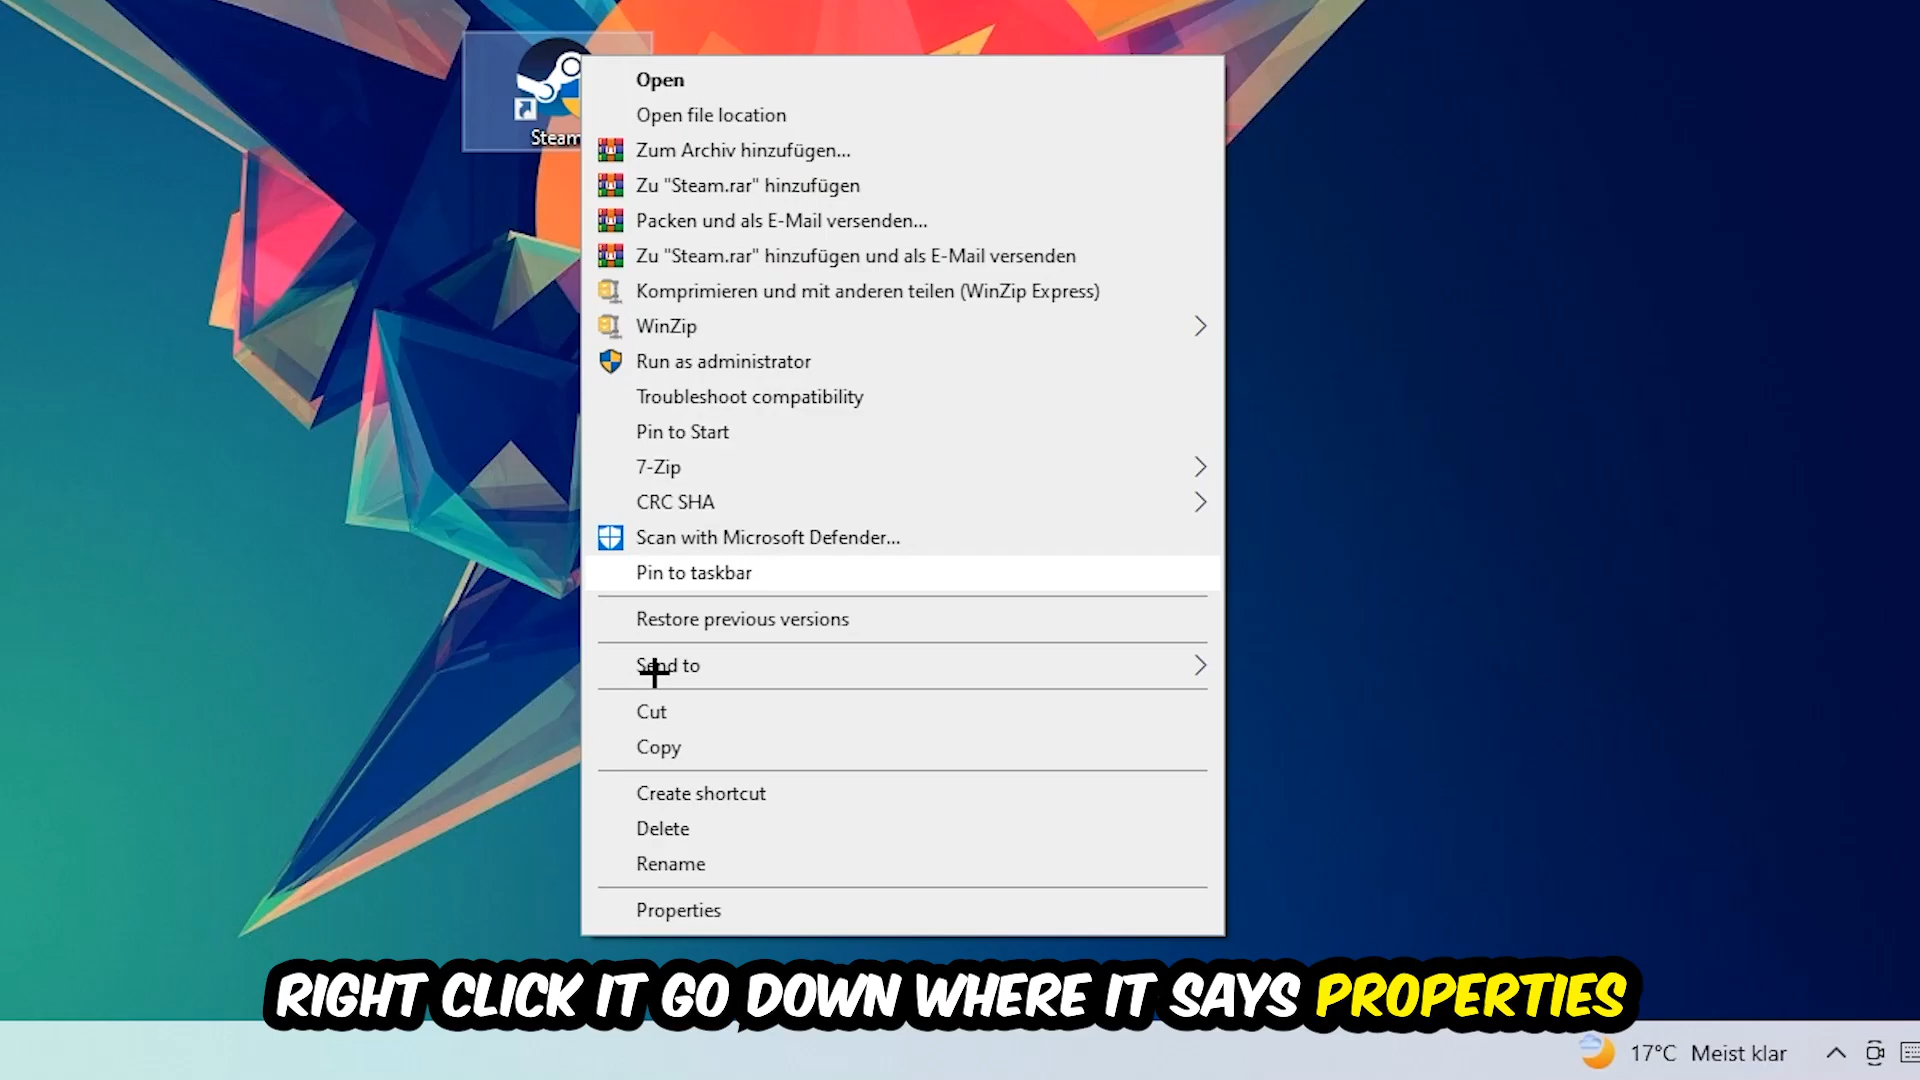 Steam
Open
Open file location
Zum Archiv hinzufügen...
Zu "Steam.rar" hinzufügen
Packen und als E-Mail versenden...
Zu "Steam.rar" hinzufügen und als E-Mail versenden
Komprimieren und mit anderen teilen (WinZip Express)
WinZip
Run as administrator
Troubleshoot compatibility
Pin to Start
7-Zip
CRC SHA
Scan with Microsoft Defender...
Pin to taskbar
Restore previous versions
Send to
Cut
Copy
Create shortcut
Delete
Rename
Properties
RIGHT CLICK IT GO DOWN WHERE IT SAYS PROPERTIES
17°C Meist klar